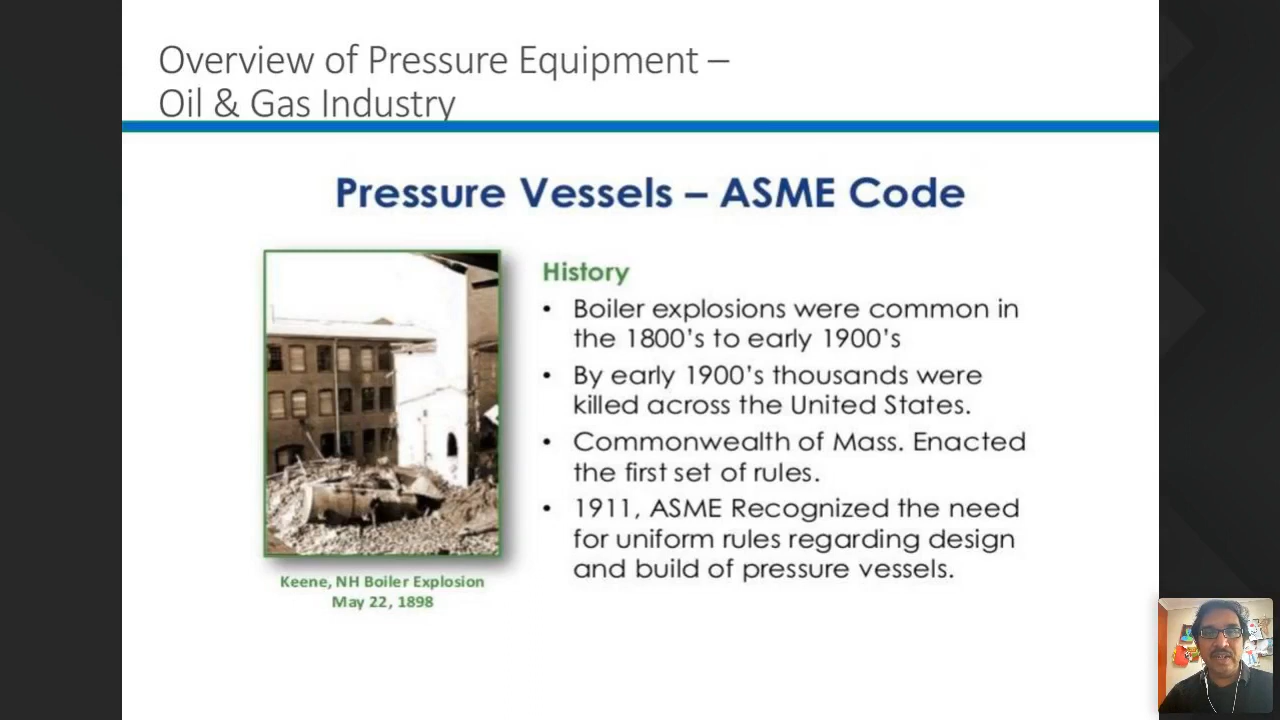 Overview of Pressure Equipment –
Oil & Gas Industry
Pressure Vessels – ASME Code
History
• Boiler explosions were common in
the 1800's to early 1900's
• By early 1900's thousands were
killed across the United States.
• Commonwealth of Mass. Enacted
the first set of rules.
• 1911, ASME Recognized the need
for uniform rules regarding design
and build of pressure vessels.
Keene, NH Boiler Explosion
May 22, 1898